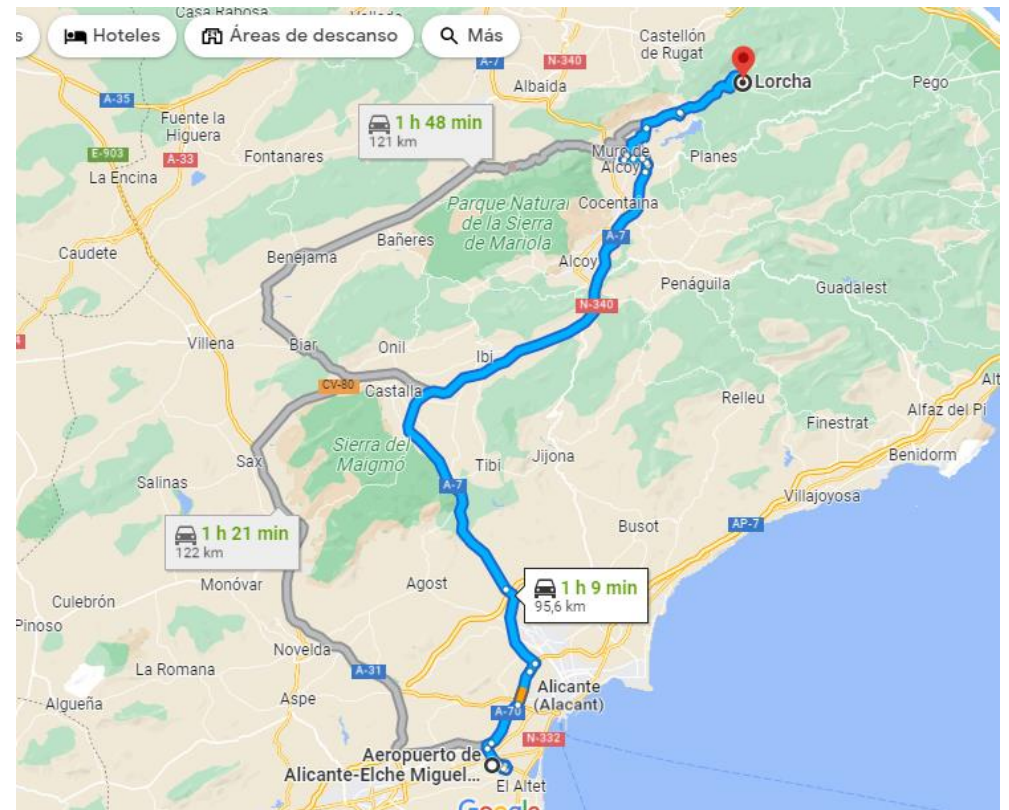 Casa Rabosa
s
Hoteles
Áreas de descanso
Más
Castellón
de Rugat
A-7
N-340
Lorcha
Pego
Albaida
A-35
Fuente la
Higuera
1 h 48 min
121 km
E-903
A-33
Fontanares
Muro de
Alcoy
Planes
La Encina
Parque Natural
de la Sierra
de Mariola
Cocentaina
A-7
Caudete
Bañeres
Benejama
Alcoy
Penáguila
Guadalest
N-340
Villena
Biar
Onil
Ibi
CV-80
Castalla
Relleu
Alt
Alfaz del Pi
Finestrat
Sierra del
Maigmó
Sax
Tibi
Jijona
Benidorm
Salinas
A-7
Villajoyosa
1 h 21 min
122 km
Busot
AP-7
Monóvar
Agost
1 h 9 min
95,6 km
Culebrón
Pinoso
Novelda
La Romana
A-31
Alicante
(Alacant)
Algueña
Aspe
A-70
N-332
Aeropuerto de
Alicante-Elche Miguel...
El Altet
Google